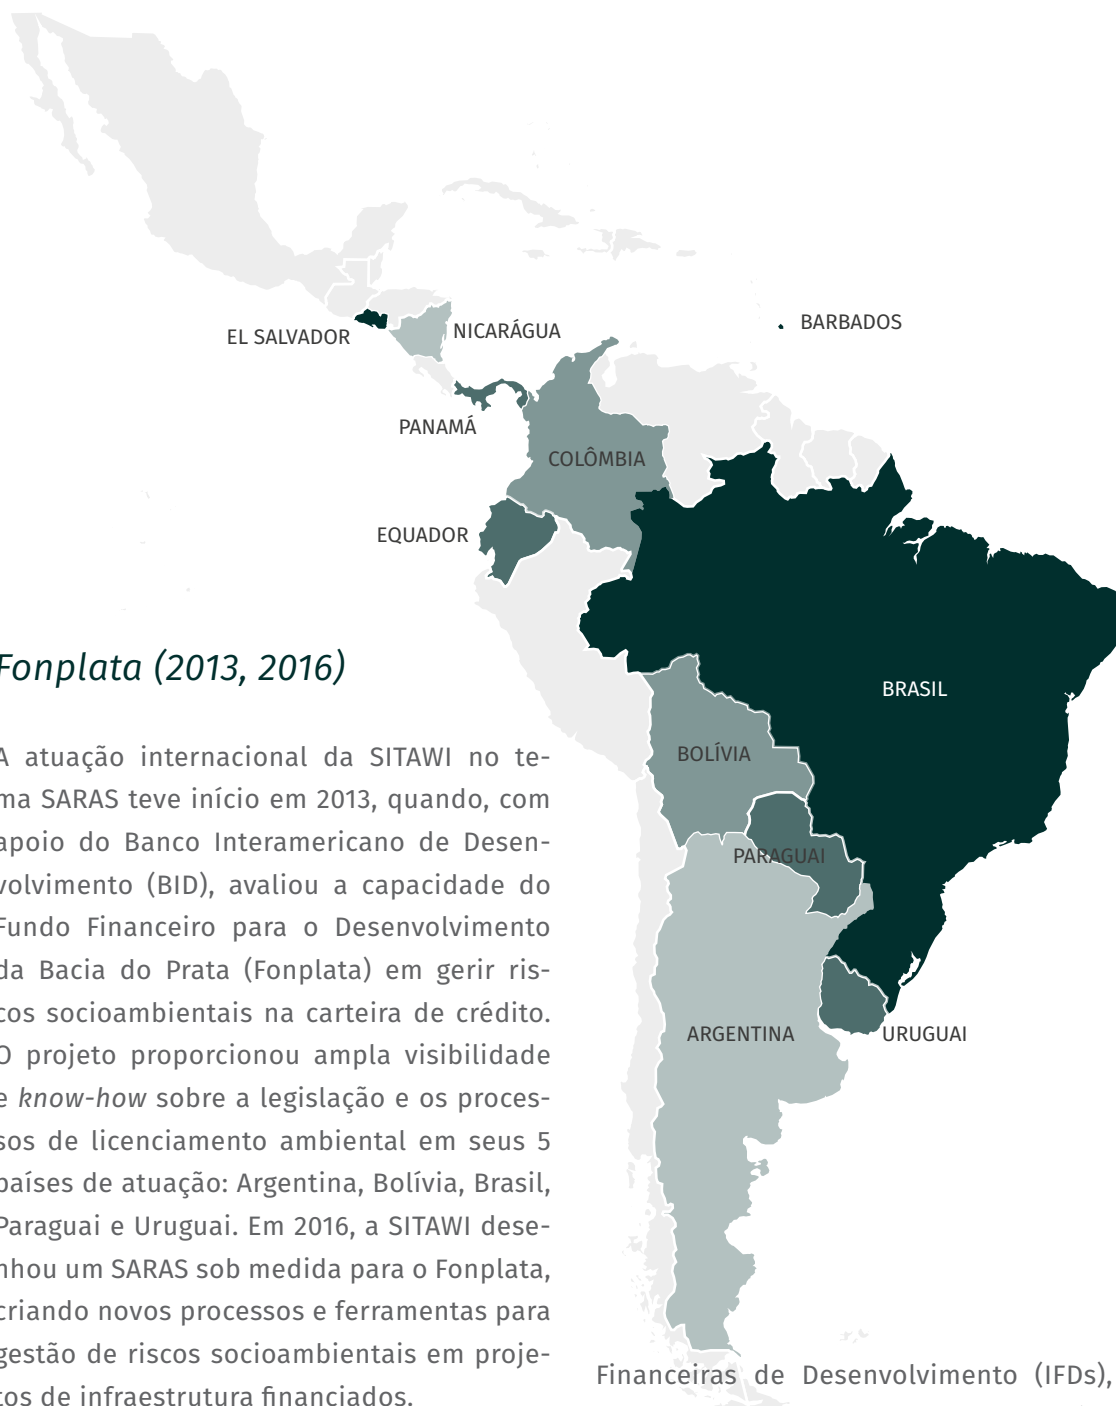 EL SALVADOR
NICARÁGUA
BARBADOS
PANAMÁ
COLÔMBIA
EQUADOR
BRASIL
BOLÍVIA
PARAGUAI
ARGENTINA
URUGUAI
Fonplata (2013, 2016)
A atuação internacional da SITAWI no te-
ma SARAS teve início em 2013, quando, com
apoio do Banco Interamericano de Desen-
volvimento (BID), avaliou a capacidade do
Fundo Financeiro para o Desenvolvimento
da Bacia do Prata (Fonplata) em gerir ris-
cos socioambientais na carteira de crédito.
O projeto proporcionou ampla visibilidade
e know-how sobre a legislação e os proces-
sos de licenciamento ambiental em seus 5
países de atuação: Argentina, Bolívia, Brasil,
Paraguai e Uruguai. Em 2016, a SITAWI dese-
nhou um SARAS sob medida para o Fonplata,
criando novos processos e ferramentas para
gestão de riscos socioambientais em proje-
tos de infraestrutura financiados.
Financeiras de Desenvolvimento (IFDs),